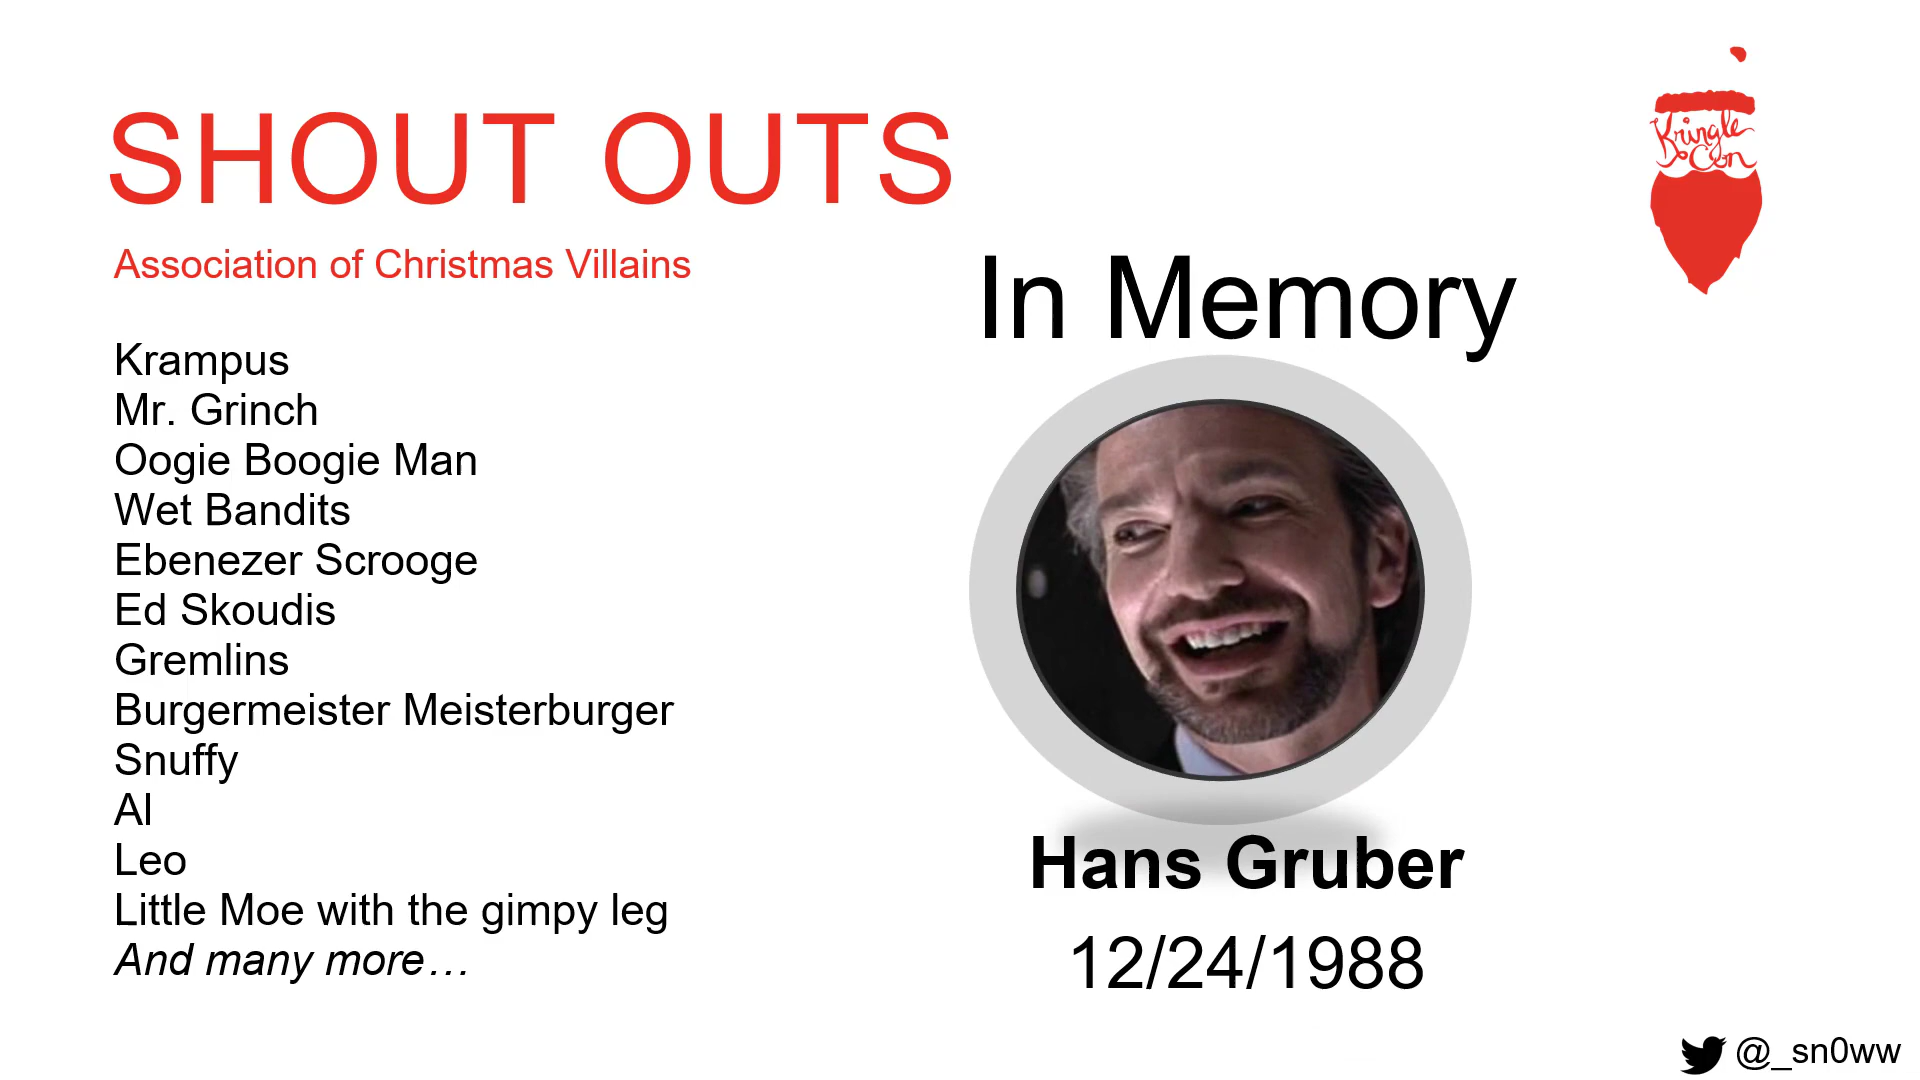 SHOUT OUTS
Association of Christmas Villains
Krampus
Mr. Grinch
Oogie Boogie Man
Wet Bandits
Ebenezer Scrooge
Ed Skoudis
Gremlins
Burgermeister Meisterburger
Snuffy
Al
Leo
Little Moe with the gimpy leg
And many more…
In Memory
Hans Gruber
12/24/1988
Kringle
Con
@_sn0ww